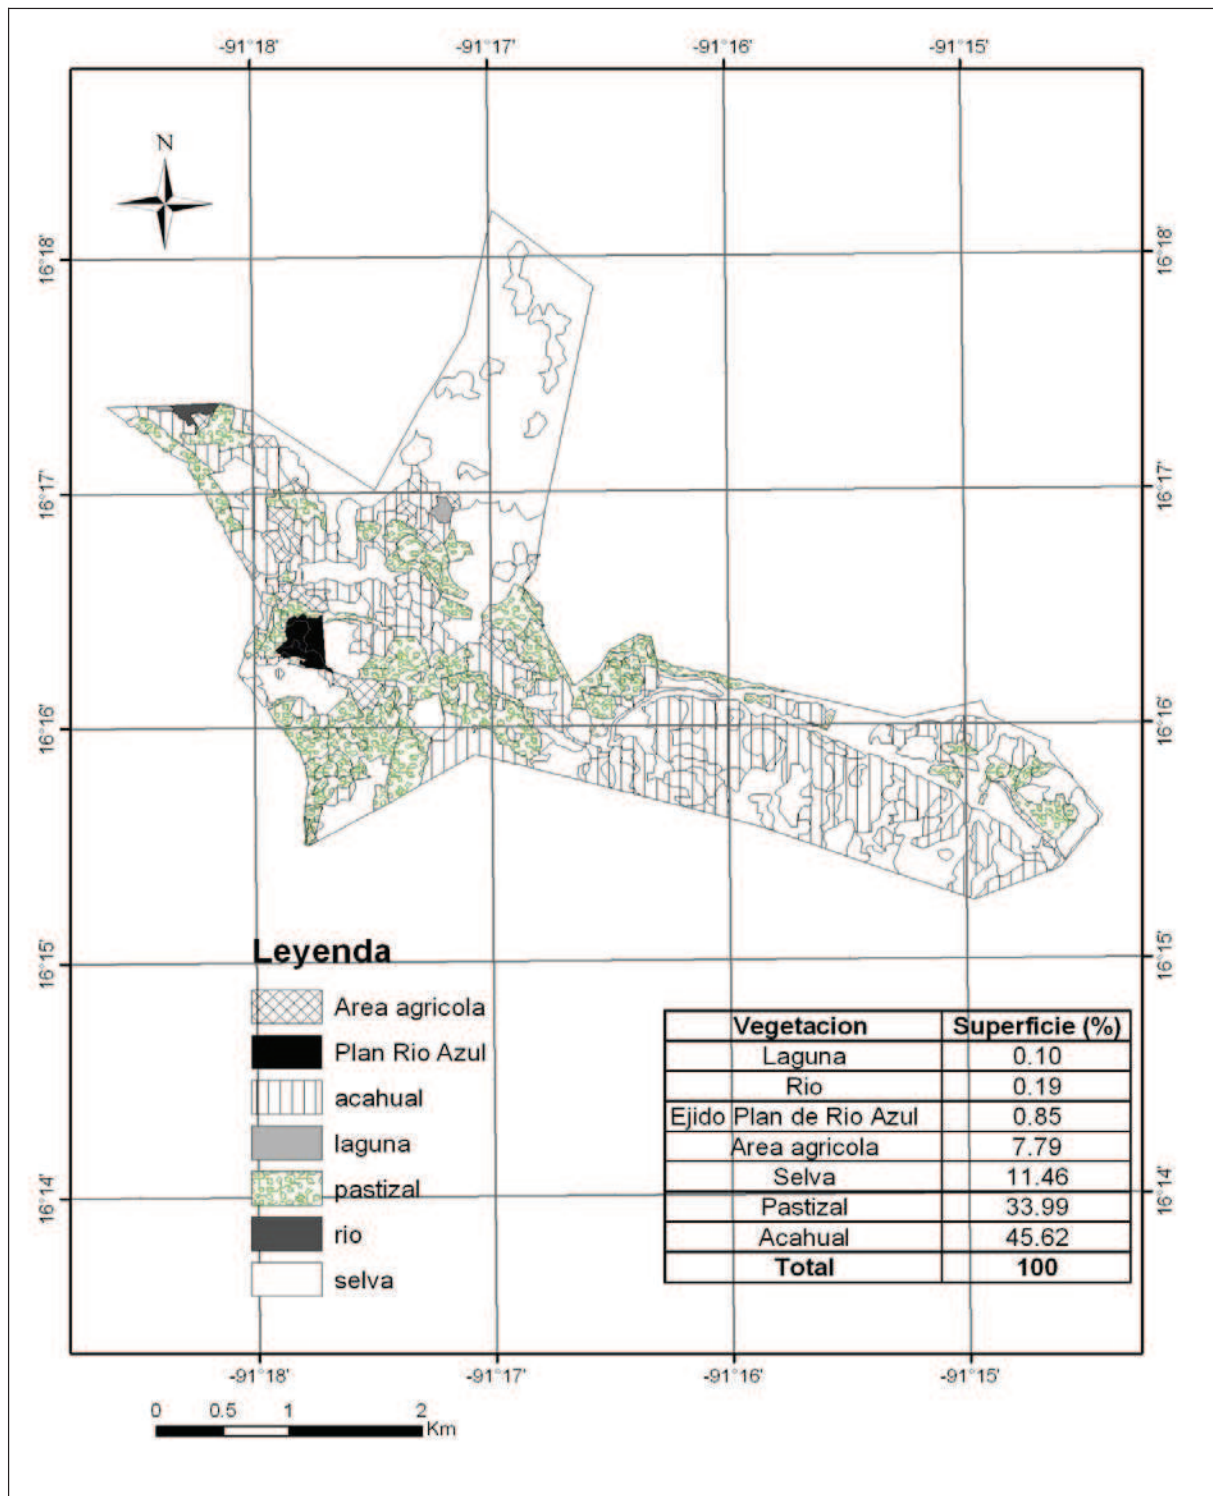 -91°18' -91°17' -91°16' -91°15'
N
16°18' 16°18'
16°17' 16°17'
16°16' 16°16'
16°15' 16°15'
16°14' 16°14'
Leyenda
Area agricola
Plan Rio Azul
acahual
laguna
pastizal
rio
selva
Vegetacion Superficie (%)
Laguna 0.10
Rio 0.19
Ejido Plan de Rio Azul 0.85
Area agricola 7.79
Selva 11.46
Pastizal 33.99
Acahual 45.62
Total 100
-91°18' -91°17' -91°16' -91°15'
0 0.5 1 2
Km